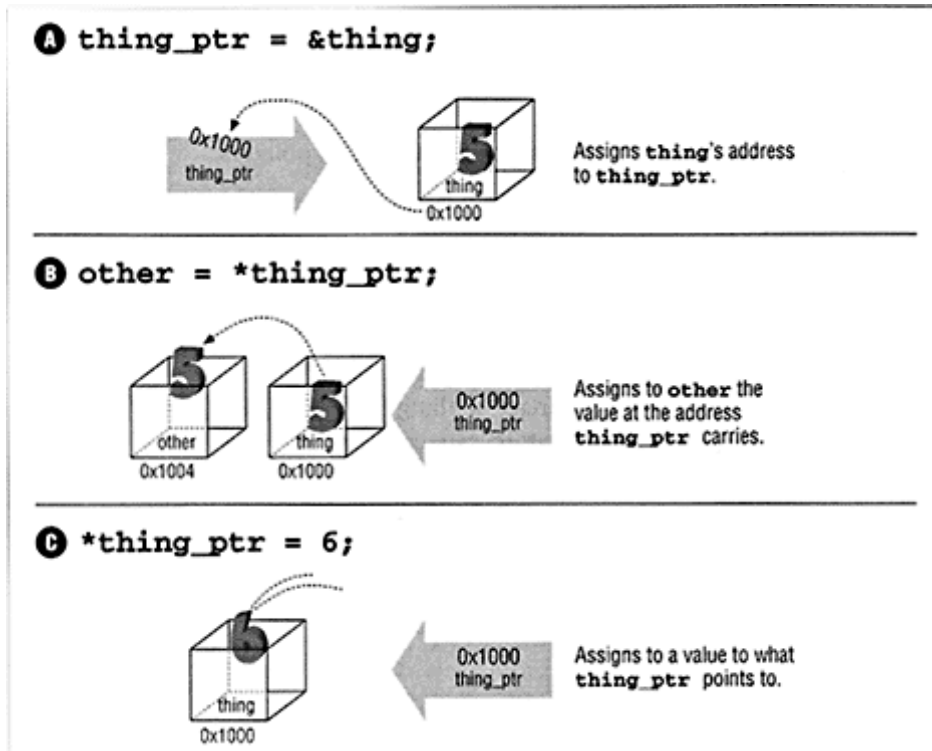 A thing_ptr = &thing;
0x1000
thing_ptr
5
thing
0x1000
Assigns thing's address
to thing_ptr.
B other = *thing_ptr;
5
other
0x1004
5
thing
0x1000
0x1000
thing_ptr
Assigns to other the
value at the address
thing_ptr carries.
C *thing_ptr = 6;
6
thing
0x1000
0x1000
thing_ptr
Assigns to a value to what
thing_ptr points to.